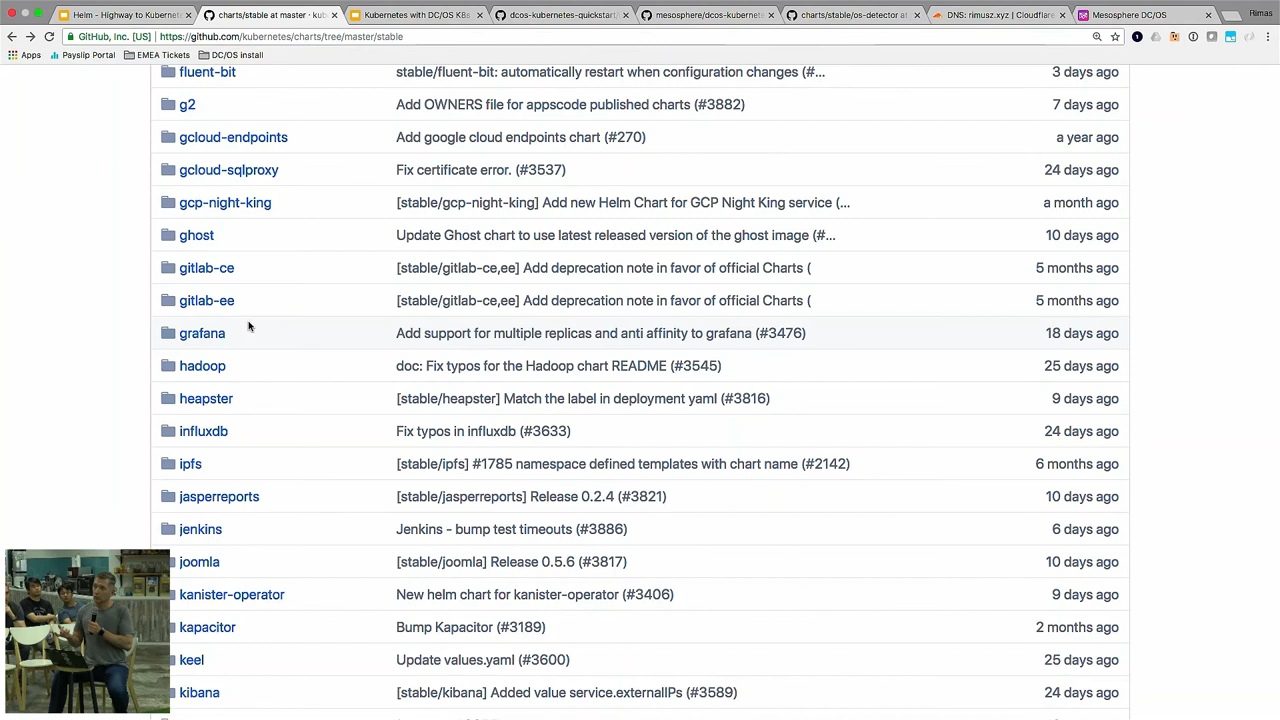 Helm - Highway to Kubernetes
charts/stable at master · ku
Kubernetes with DC/OS K8s
dcos-kubernetes-quickstart/
mesosphere/dcos-kubernete
charts/stable/os-detector at
DNS: rimusz.xyz | Cloudflare
Mesosphere DC/OS
Rimas
GitHub, Inc. [US] | https://github.com/kubernetes/charts/tree/master/stable
Apps Payslip Portal EMEA Tickets DC/OS install
fluent-bit stable/fluent-bit: automatically restart when configuration changes (#... 3 days ago
g2 Add OWNERS file for appscode published charts (#3882) 7 days ago
gcloud-endpoints Add google cloud endpoints chart (#270) a year ago
gcloud-sqlproxy Fix certificate error. (#3537) 24 days ago
gcp-night-king [stable/gcp-night-king] Add new Helm Chart for GCP Night King service (... a month ago
ghost Update Ghost chart to use latest released version of the ghost image (#... 10 days ago
gitlab-ce [stable/gitlab-ce,ee] Add deprecation note in favor of official Charts ( 5 months ago
gitlab-ee [stable/gitlab-ce,ee] Add deprecation note in favor of official Charts ( 5 months ago
grafana Add support for multiple replicas and anti affinity to grafana (#3476) 18 days ago
hadoop doc: Fix typos for the Hadoop chart README (#3545) 25 days ago
heapster [stable/heapster] Match the label in deployment yaml (#3816) 9 days ago
influxdb Fix typos in influxdb (#3633) 24 days ago
ipfs [stable/ipfs] #1785 namespace defined templates with chart name (#2142) 6 months ago
jasperreports [stable/jasperreports] Release 0.2.4 (#3821) 10 days ago
jenkins Jenkins - bump test timeouts (#3886) 6 days ago
joomla [stable/joomla] Release 0.5.6 (#3817) 10 days ago
kanister-operator New helm chart for kanister-operator (#3406) 9 days ago
kapacitor Bump Kapacitor (#3189) 2 months ago
keel Update values.yaml (#3600) 25 days ago
kibana [stable/kibana] Added value service.externalIPs (#3589) 24 days ago